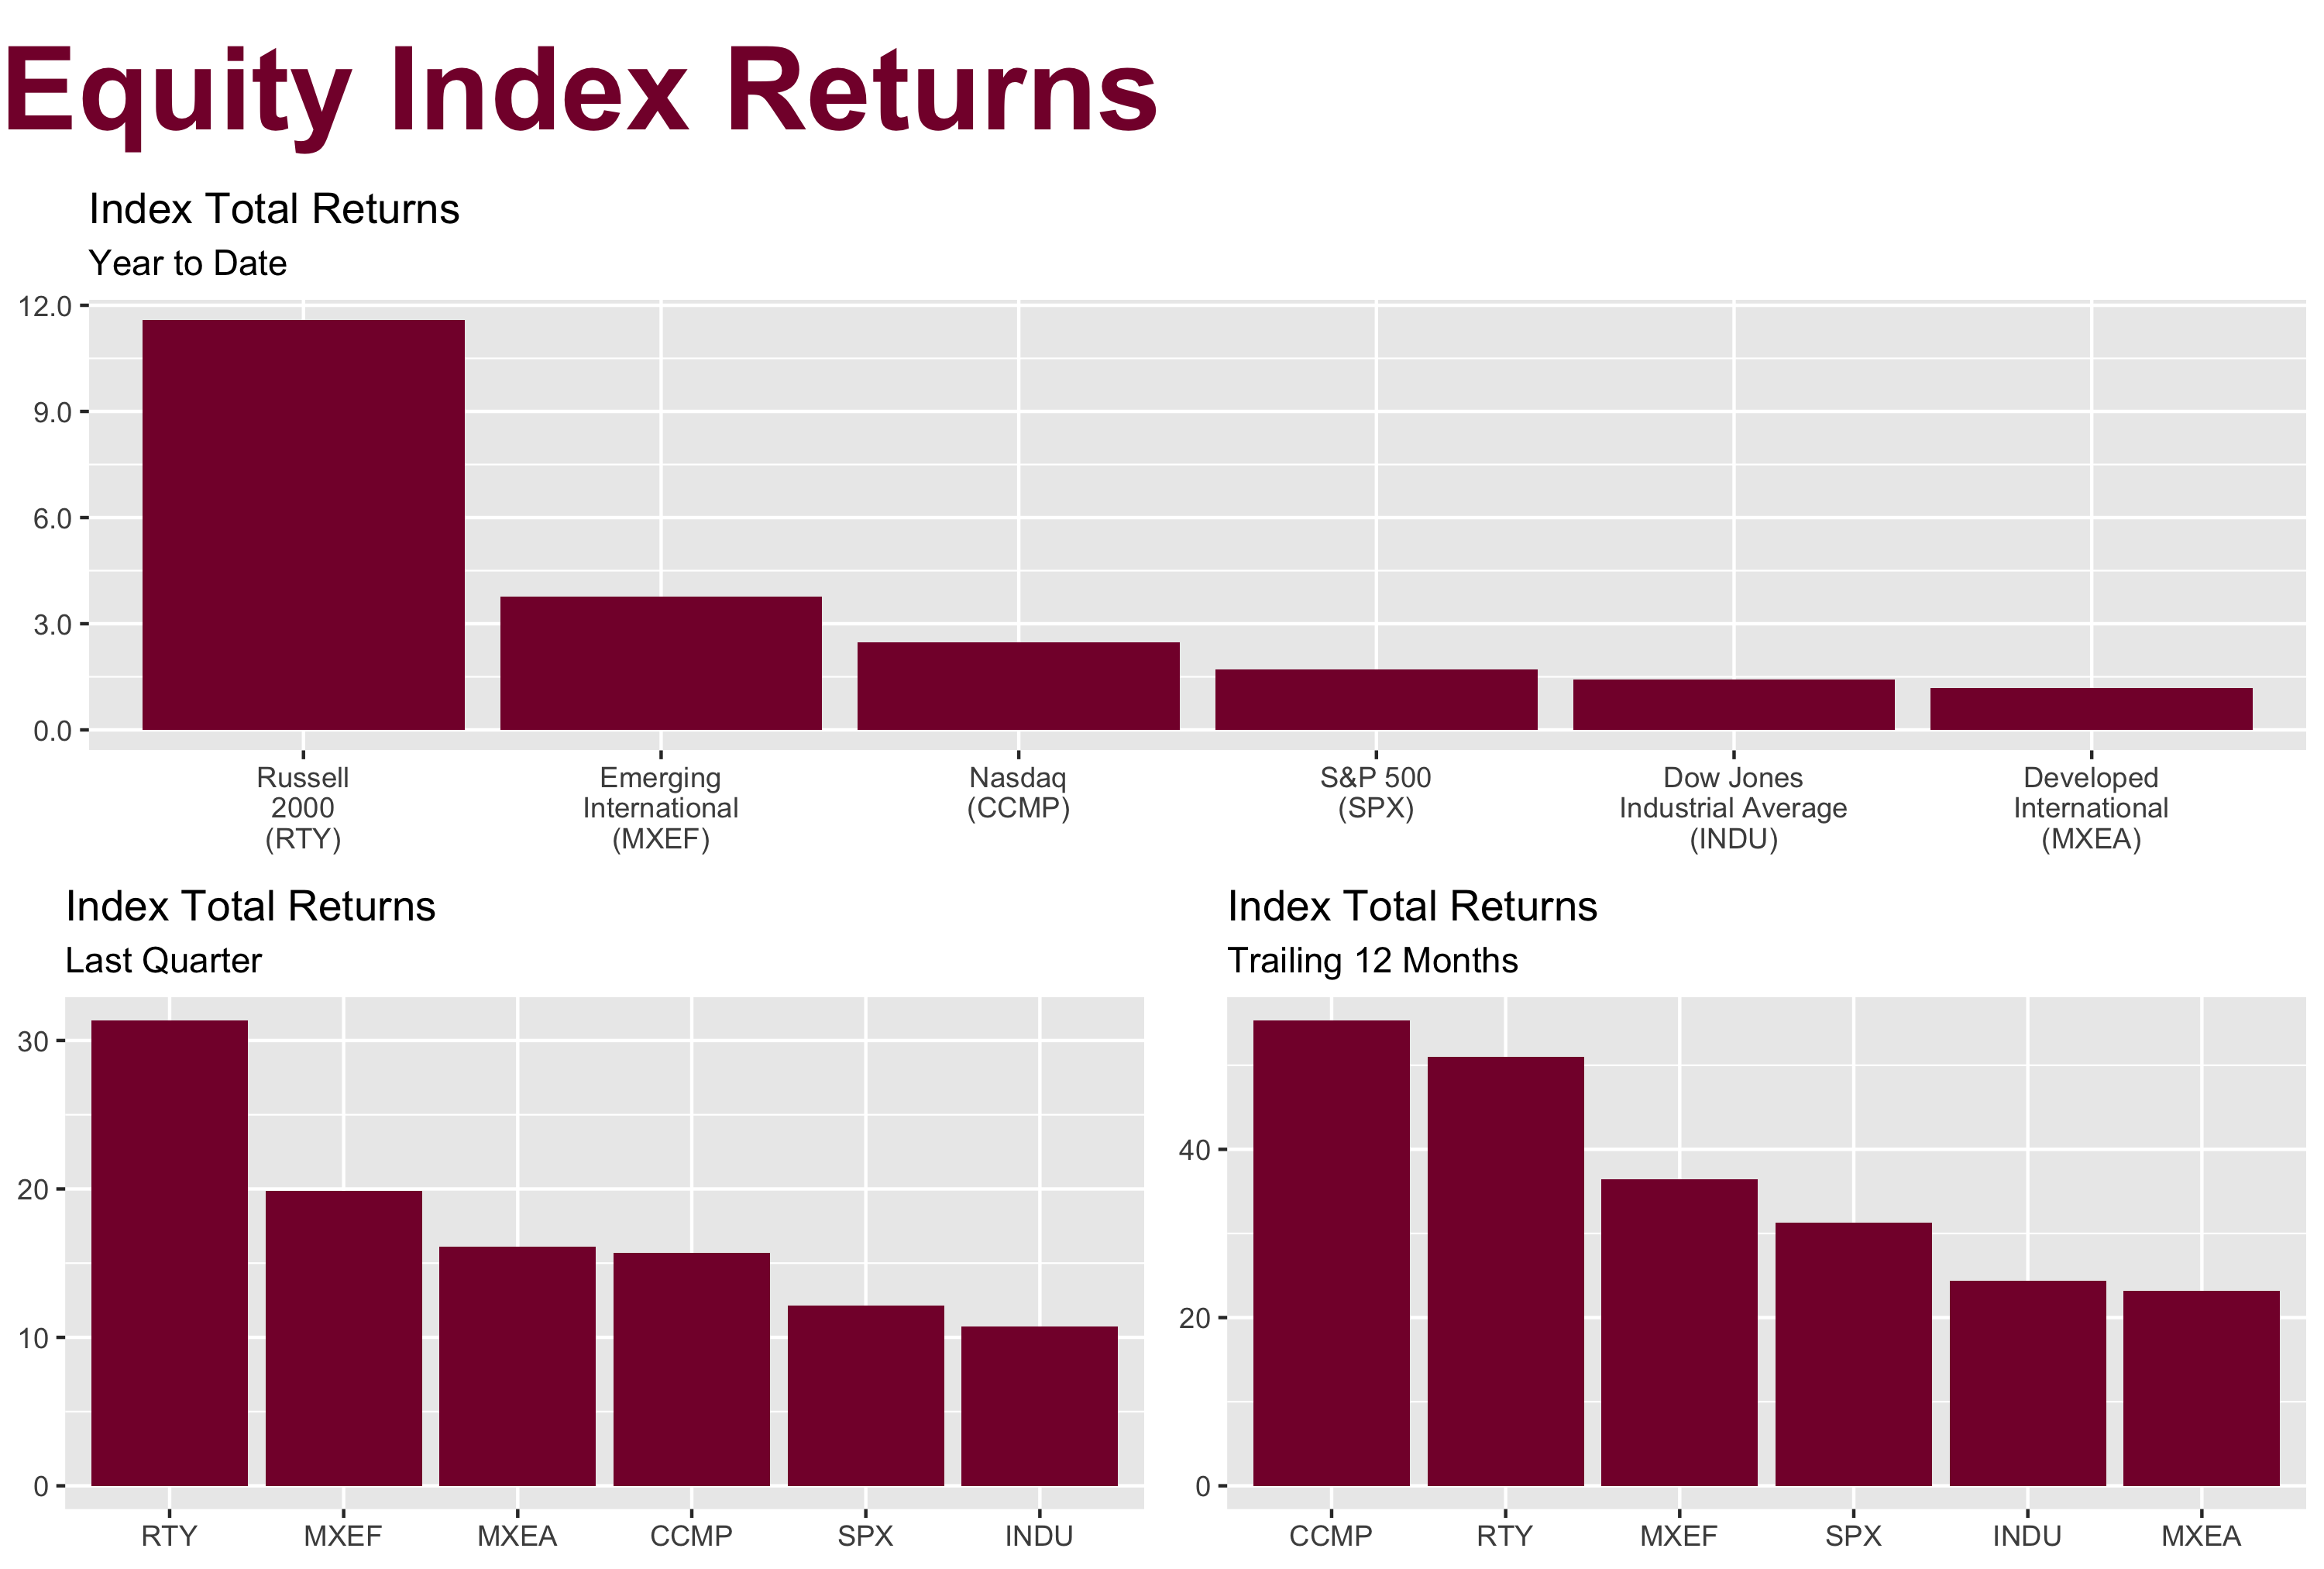 Equity Index Returns
Index Total Returns
Year to Date
12.0
9.0
6.0
3.0
0.0
Russell
2000
(RTY)
Emerging
International
(MXEF)
Nasdaq
(CCMP)
S&P 500
(SPX)
Dow Jones
Industrial Average
(INDU)
Developed
International
(MXEA)
Index Total Returns
Last Quarter
30
20
10
0
RTY
MXEF
MXEA
CCMP
SPX
INDU
Index Total Returns
Trailing 12 Months
40
20
0
CCMP
RTY
MXEF
SPX
INDU
MXEA